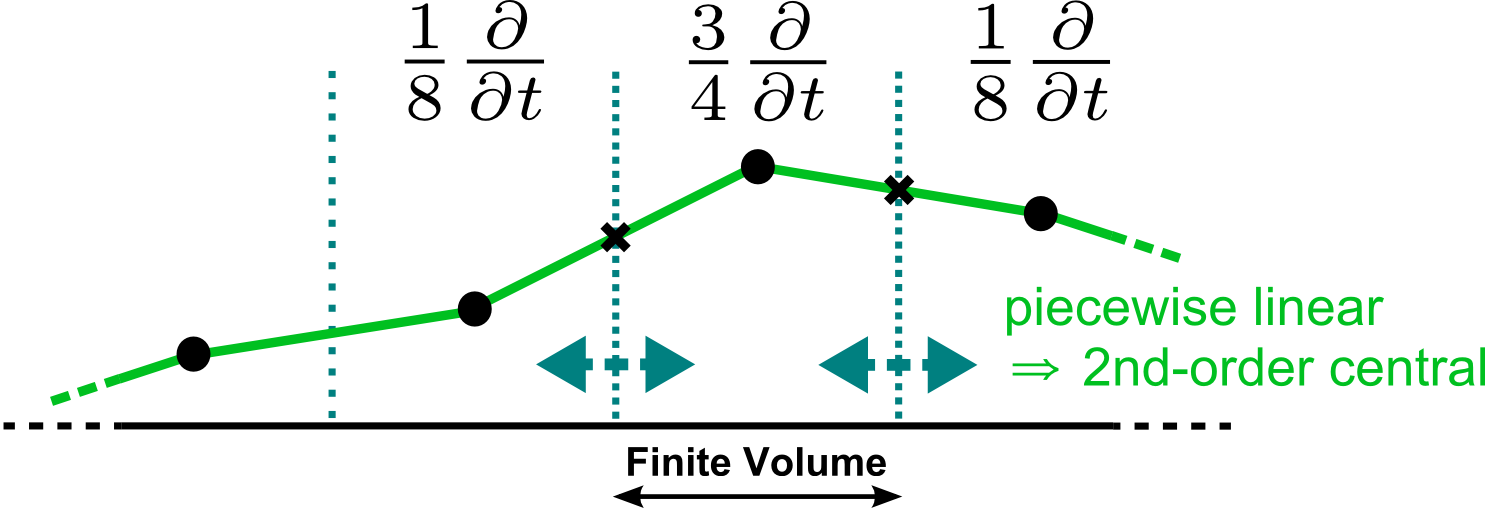 1/8 ∂/∂t 3/4 ∂/∂t 1/8 ∂/∂t
piecewise linear
⇒ 2nd-order central
Finite Volume